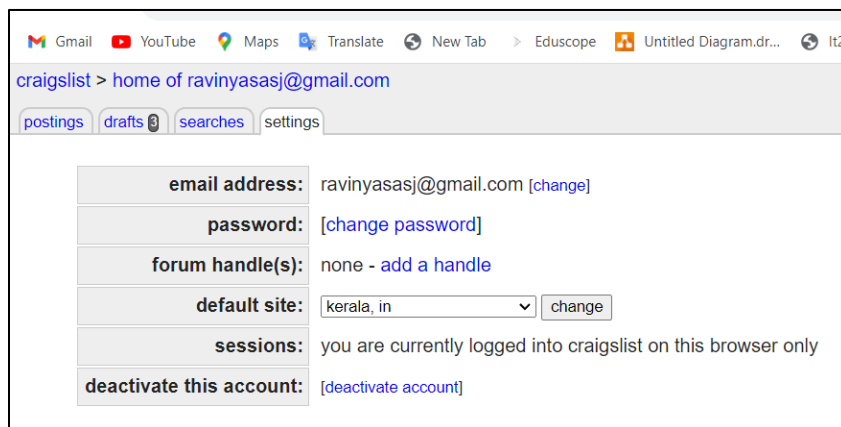 Gmail YouTube Maps Translate New Tab Eduscope Untitled Diagram.dr... It2
craigslist > home of ravinyasasj@gmail.com
postings drafts 3 searches settings
email address: ravinyasasj@gmail.com [change]
password: [change password]
forum handle(s): none - add a handle
default site: kerala, in change
sessions: you are currently logged into craigslist on this browser only
deactivate this account: [deactivate account]